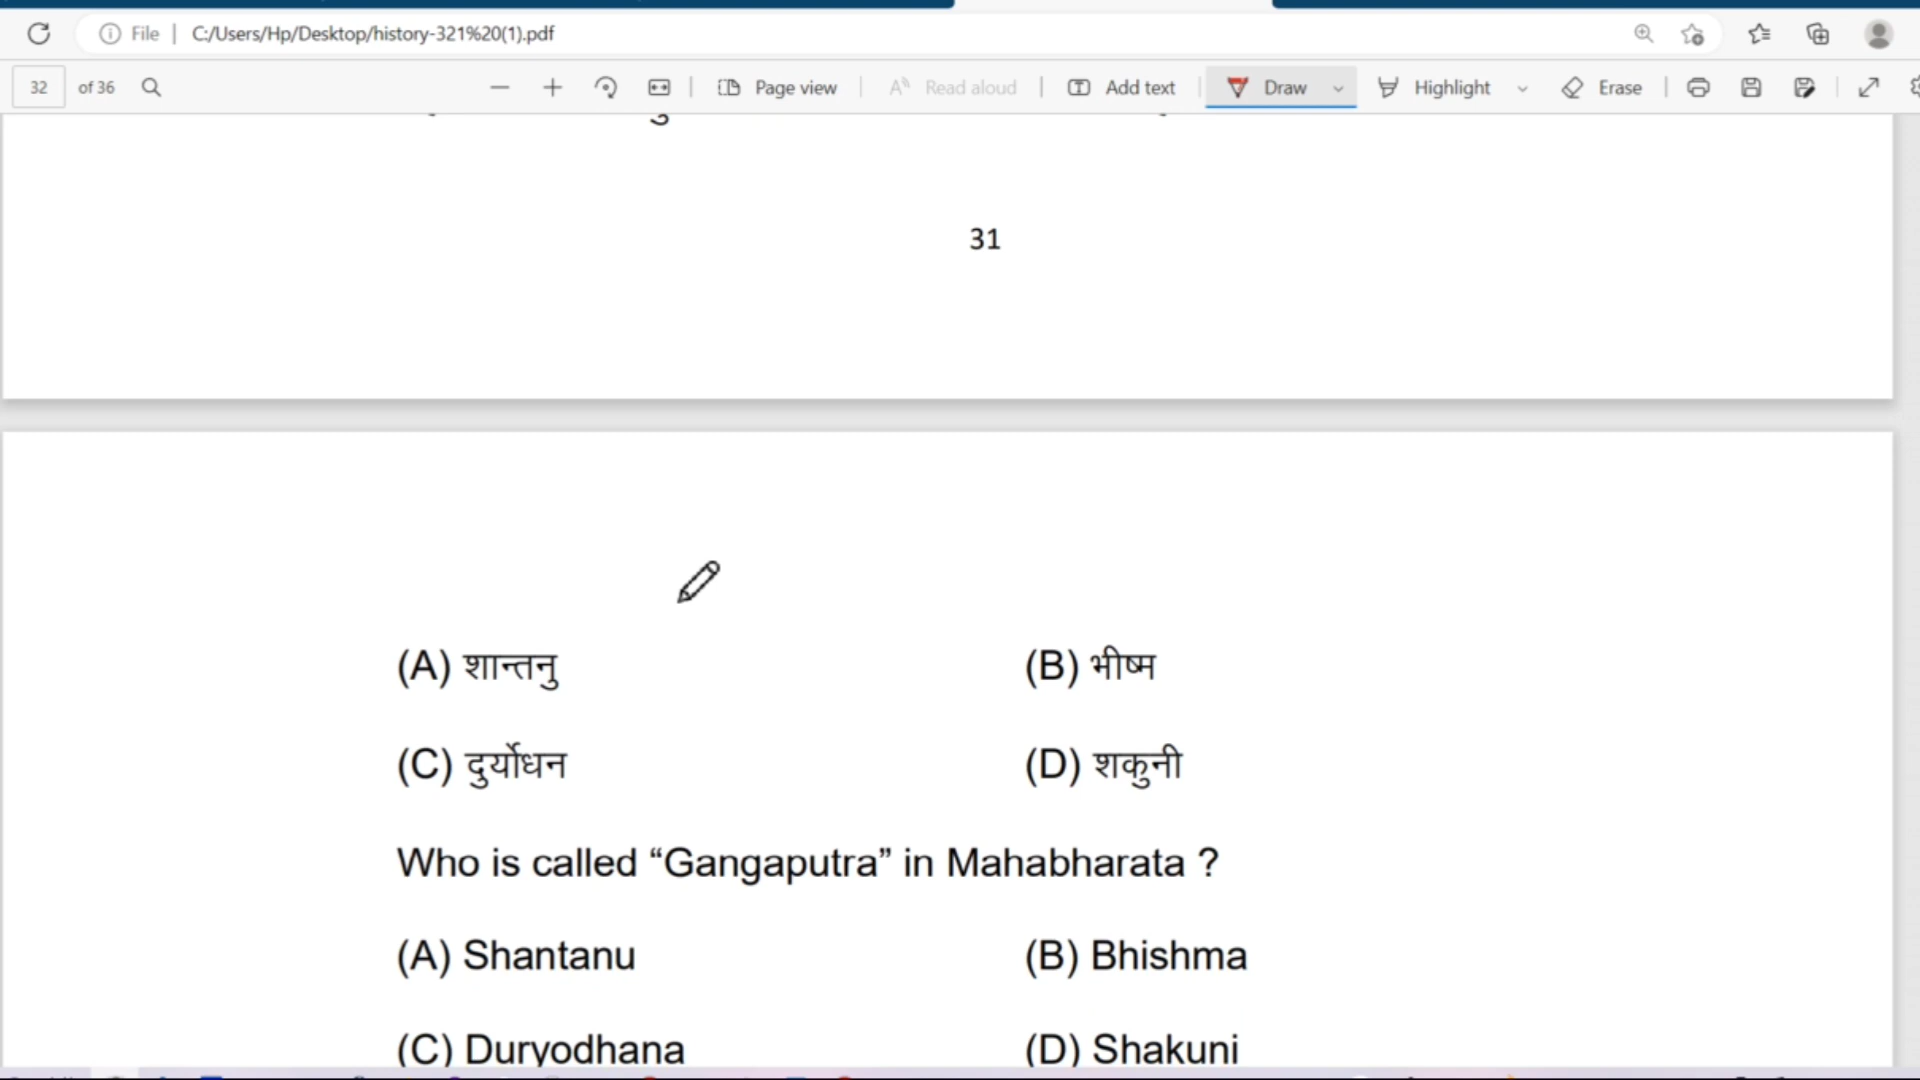 File | C:/Users/Hp/Desktop/history-321%20(1).pdf
32 of 36 Page view Read aloud Add text Draw Highlight Erase
31
(A) शान्तनु (B) भीष्म
(C) दुर्योधन (D) शकुनी
Who is called “Gangaputra” in Mahabharata ?
(A) Shantanu (B) Bhishma
(C) Duryodhana (D) Shakuni